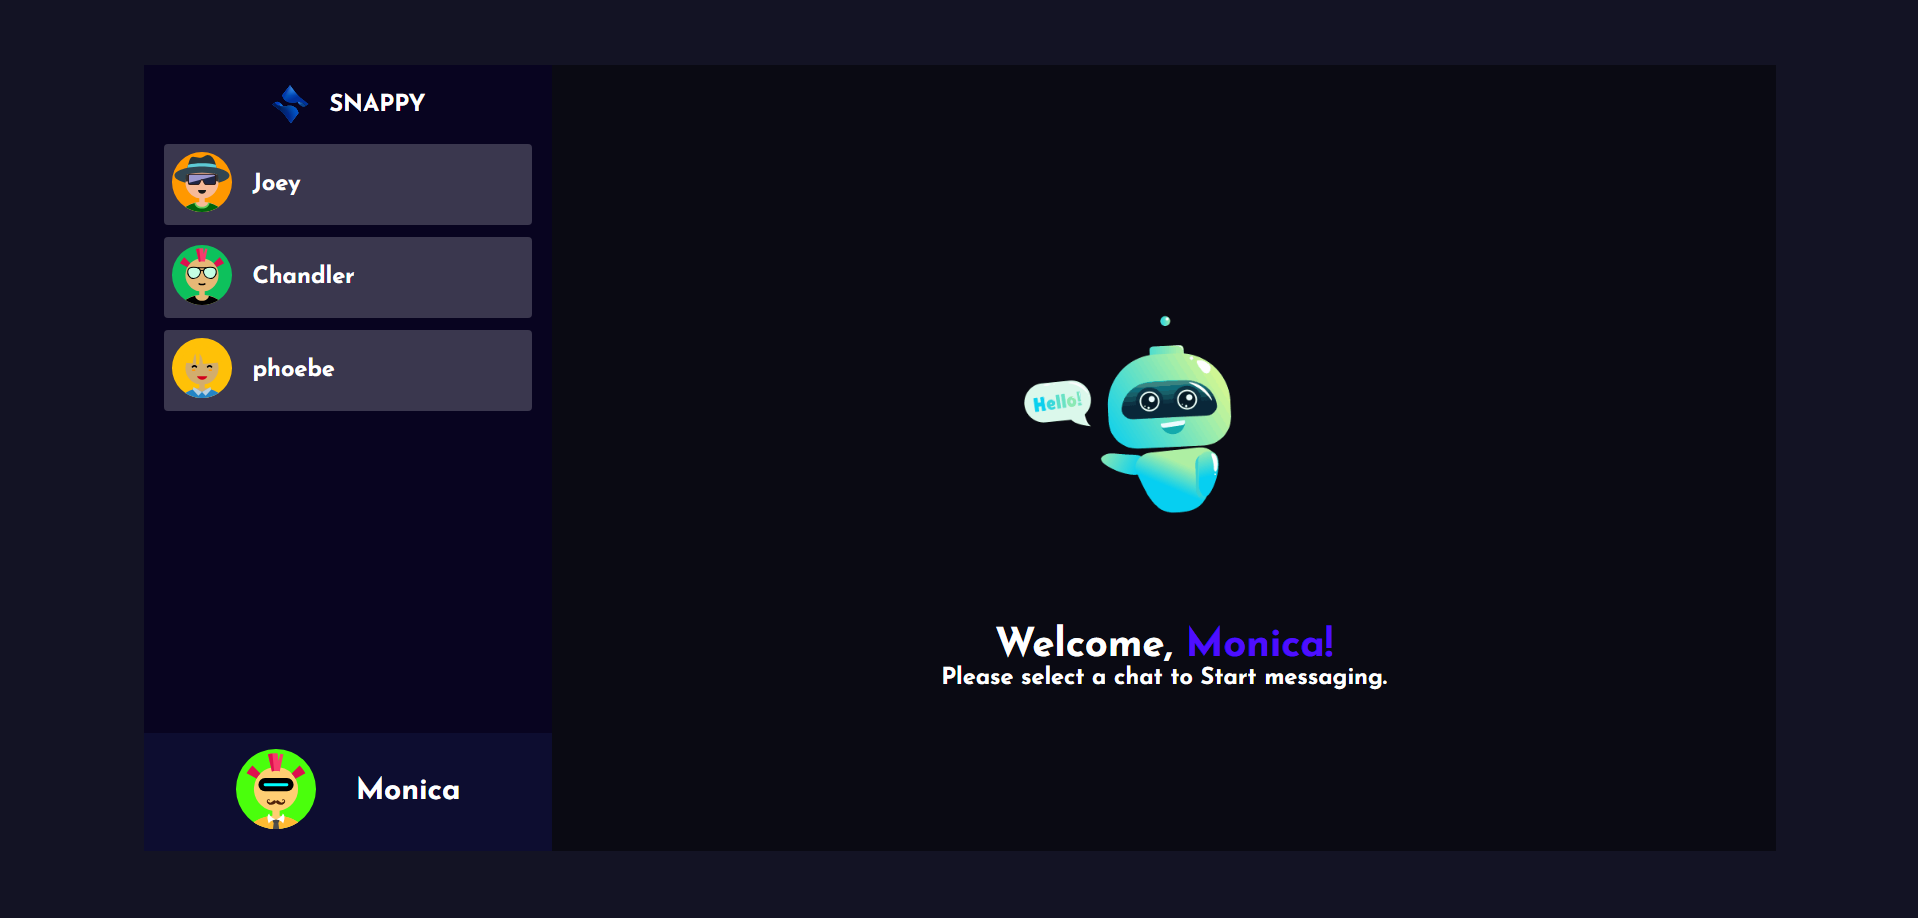 SNAPPY
Joey
Chandler
phoebe
Monica
Hello!
Welcome, Monica!
Please select a chat to Start messaging.